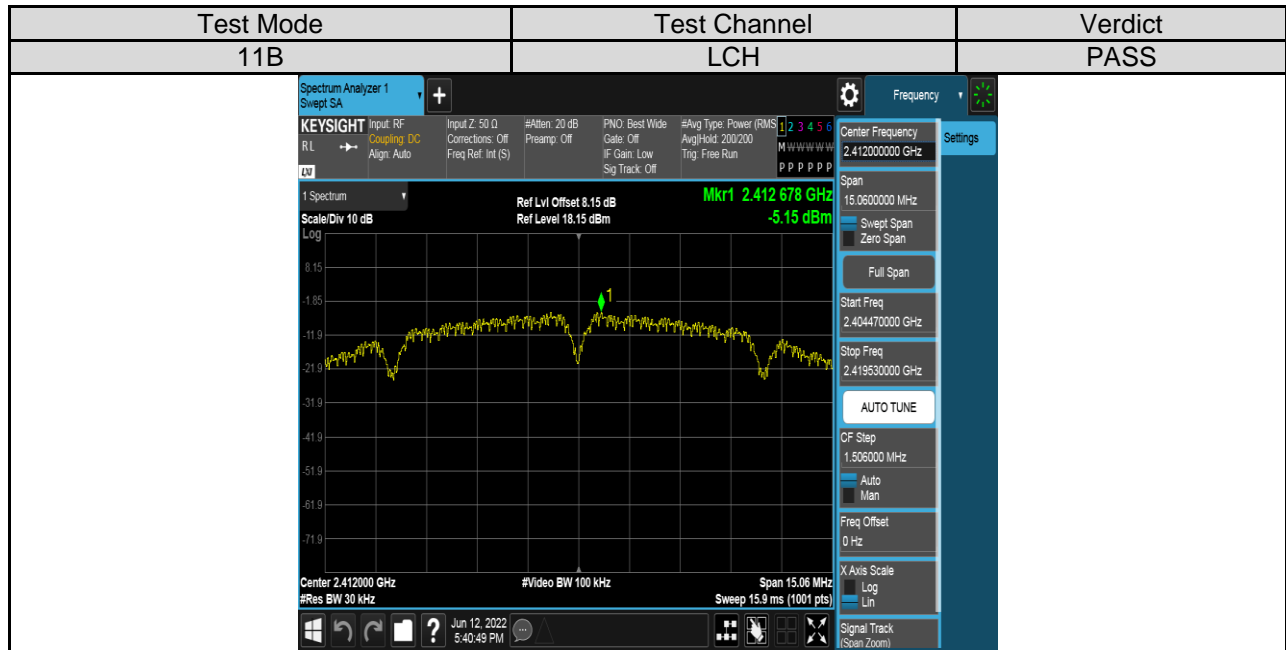 Test Mode Test Channel Verdict
11B LCH PASS
Spectrum Analyzer 1
Swept SA
Frequency
KEYSIGHT Input: RF Input Z: 50 Ω #Atten: 20 dB PNO: Best Wide #Avg Type: Power (RMS 1 2 3 4 5 6
RL Coupling: DC Corrections: Off Preamp: Off Gate: Off Avg|Hold: 200/200 M W W W W W
Align: Auto Freq Ref: Int (S) IF Gain: Low Trig: Free Run
LXI Sig Track: Off P P P P P P
1 Spectrum
Ref Lvl Offset 8.15 dB
Mkr1 2.412 678 GHz
Scale/Div 10 dB
Ref Level 18.15 dBm
-5.15 dBm
Log
8.15
-1.85
1
-11.9
-21.9
-31.9
-41.9
-51.9
-61.9
-71.9
Center 2.412000 GHz #Video BW 100 kHz Span 15.06 MHz
#Res BW 30 kHz Sweep 15.9 ms (1001 pts)
Jun 12, 2022
5:40:49 PM
Center Frequency
2.412000000 GHz
Settings
Span
15.0600000 MHz
Swept Span
Zero Span
Full Span
Start Freq
2.404470000 GHz
Stop Freq
2.419530000 GHz
AUTO TUNE
CF Step
1.506000 MHz
Auto
Man
Freq Offset
0 Hz
X Axis Scale
Log
Lin
Signal Track
(Span Zoom)